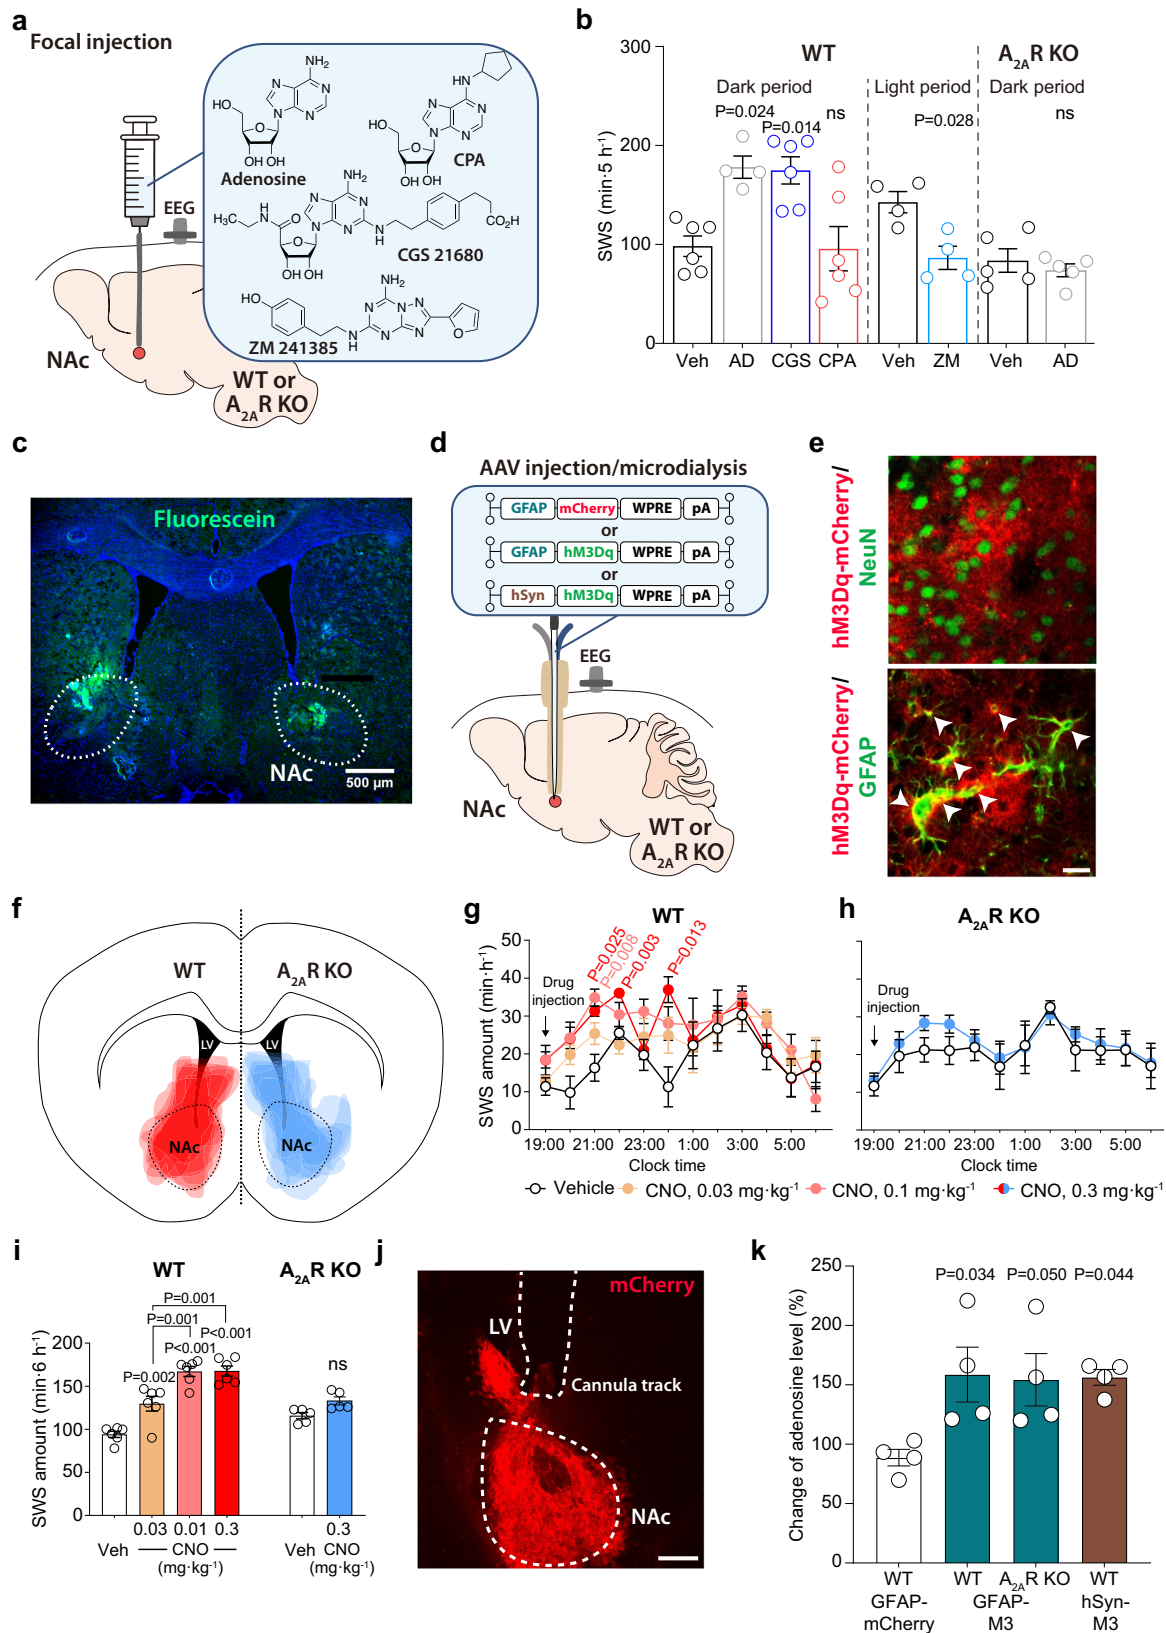 a
Focal injection
NH₂
N
N
N
N
HO
O
OH OH
Adenosine
HN
N
N
N
N
HO
O
OH OH
CPA
NH₂
N
N
N
N
H₃C
H
N
O
O
N
H
CO₂H
OH OH
CGS 21680
NH₂
HO
N
N
N
N
N
N
H
O
ZM 241385
EEG
NAc
WT or
A₂AR KO
b
WT
A₂AR KO
Dark period
Light period
Dark period
P=0.024
P=0.014
ns
P=0.028
ns
SWS (min·5 h⁻¹)
300
200
100
0
Veh AD CGS CPA Veh ZM Veh AD
c
Fluorescein
NAc
500 µm
d
AAV injection/microdialysis
GFAP mCherry WPRE pA
or
GFAP hM3Dq WPRE pA
or
hSyn hM3Dq WPRE pA
EEG
NAc
WT or
A₂AR KO
e
hM3Dq-mCherry/
NeuN
hM3Dq-mCherry/
GFAP
f
WT
A₂AR KO
LV
LV
NAc
NAc
g
WT
SWS amount (min·h⁻¹)
50
40
30
20
10
0
Drug
injection
P=0.025
P=0.008
P=0.003
P=0.013
19:00 21:00 23:00 1:00 3:00 5:00
Clock time
h
A₂AR KO
Drug
injection
19:00 21:00 23:00 1:00 3:00 5:00
Clock time
Vehicle CNO, 0.03 mg·kg⁻¹ CNO, 0.1 mg·kg⁻¹ CNO, 0.3 mg·kg⁻¹
i
WT
A₂AR KO
P=0.001
P=0.001
P<0.001
P<0.001
P=0.002
ns
SWS amount (min·6 h⁻¹)
200
150
100
50
0
0.03 0.01 0.3
Veh CNO
(mg·kg⁻¹)
0.3
Veh CNO
(mg·kg⁻¹)
j
mCherry
LV
Cannula track
NAc
k
Change of adenosine level (%)
250
200
150
100
50
0
P=0.034 P=0.050 P=0.044
WT
GFAP-
mCherry
WT A₂AR KO
GFAP-
M3
WT
hSyn-
M3